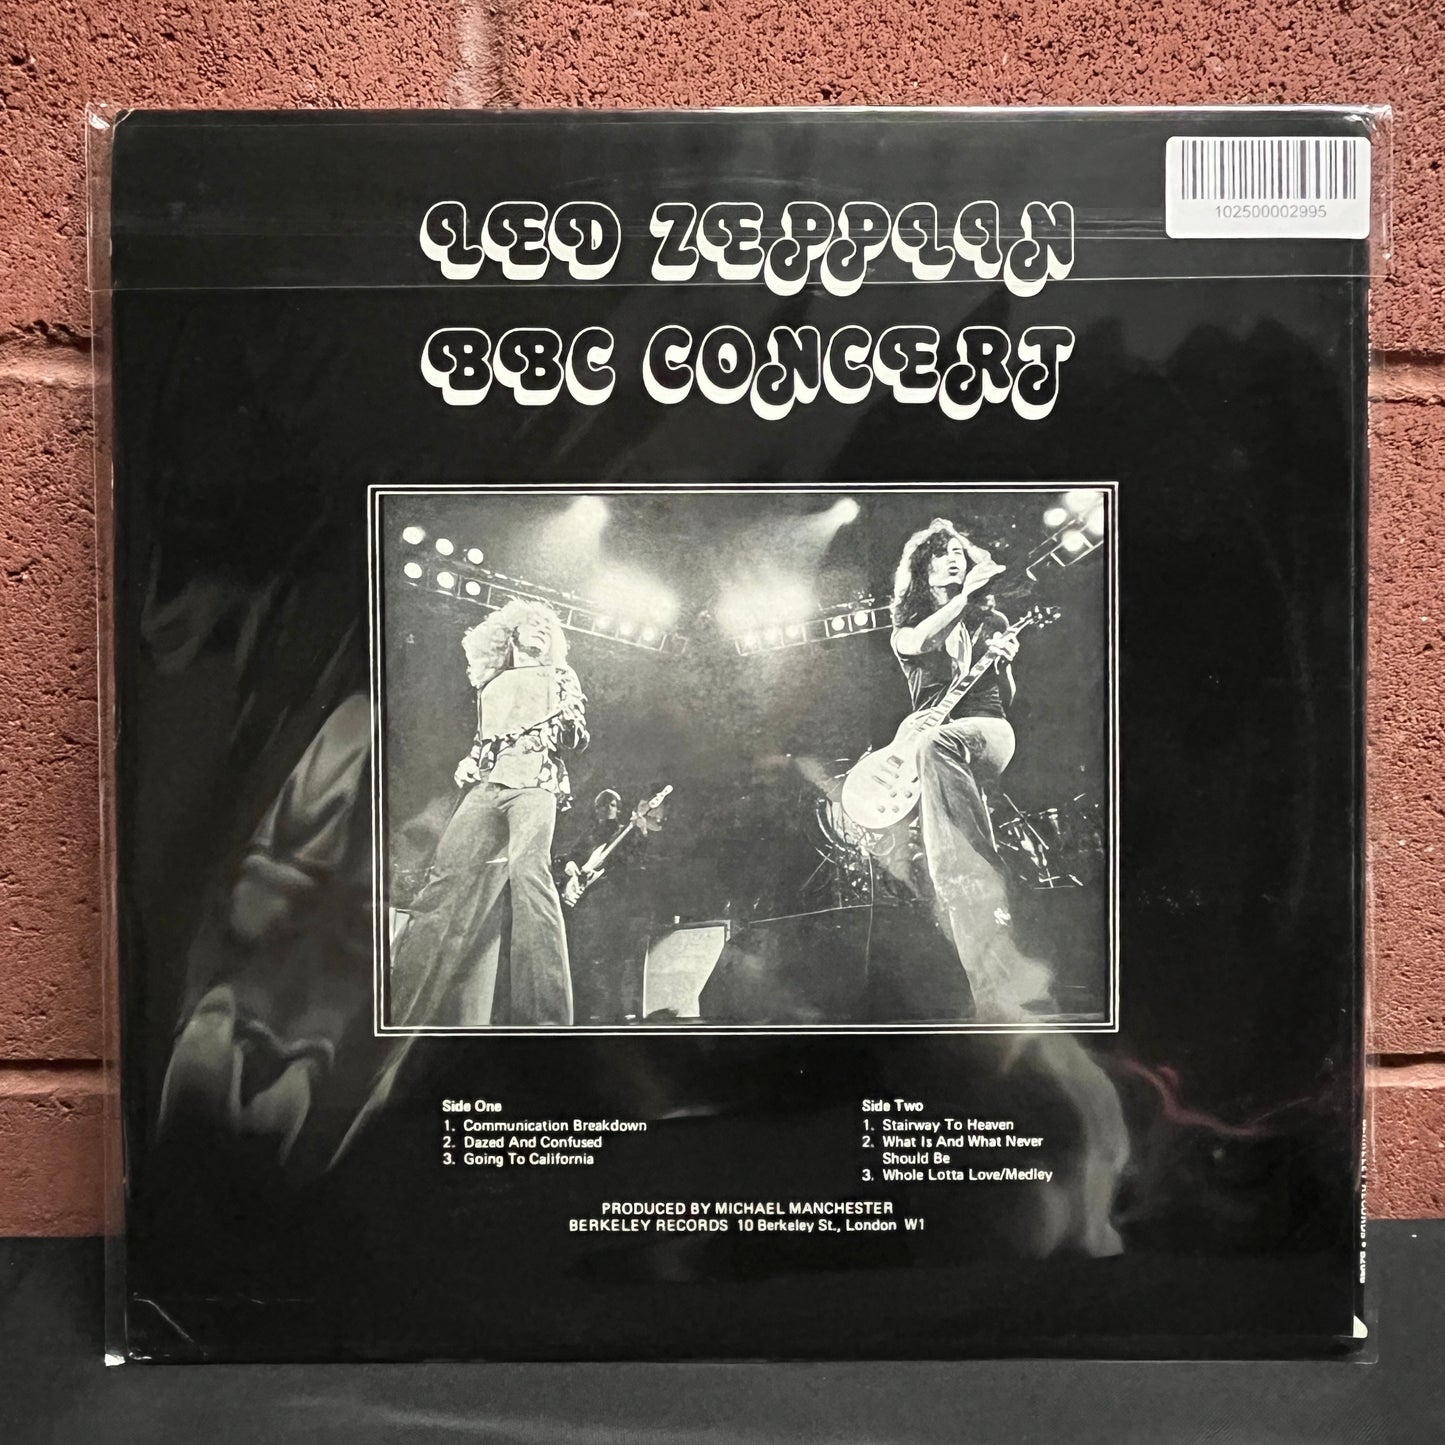 102500002995
LED ZEPPLIN
BBC CONCERT
Side One
1. Communication Breakdown
2. Dazed And Confused
3. Going To California
Side Two
1. Stairway To Heaven
2. What Is And What Never
Should Be
3. Whole Lotta Love/Medley
PRODUCED BY MICHAEL MANCHESTER
BERKELEY RECORDS 10 Berkeley St., London W1